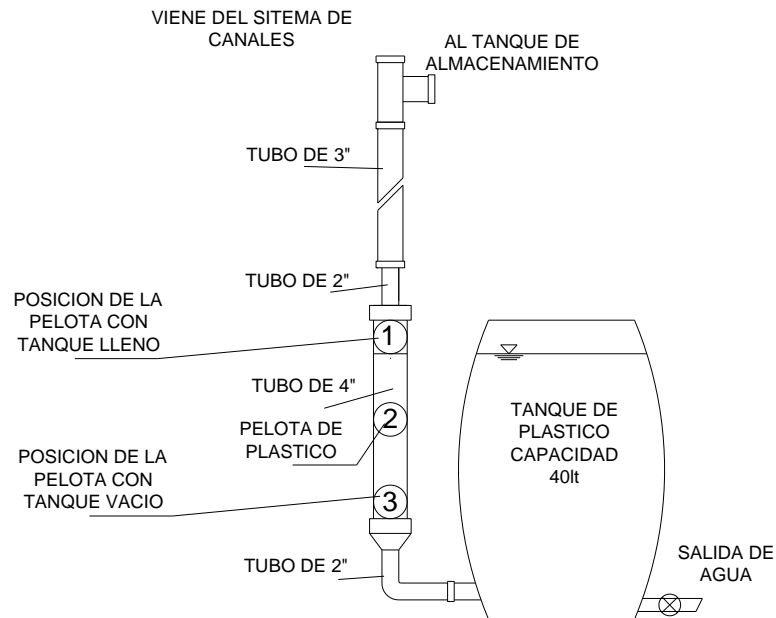 VIENE DEL SITEMA DE
CANALES
AL TANQUE DE
ALMACENAMIENTO
TUBO DE 3"
TUBO DE 2"
POSICION DE LA
PELOTA CON
TANQUE LLENO
1
TUBO DE 4"
PELOTA DE
PLASTICO
2
TANQUE DE
PLASTICO
CAPACIDAD
40lt
POSICION DE LA
PELOTA CON
TANQUE VACIO
3
TUBO DE 2"
SALIDA DE
AGUA